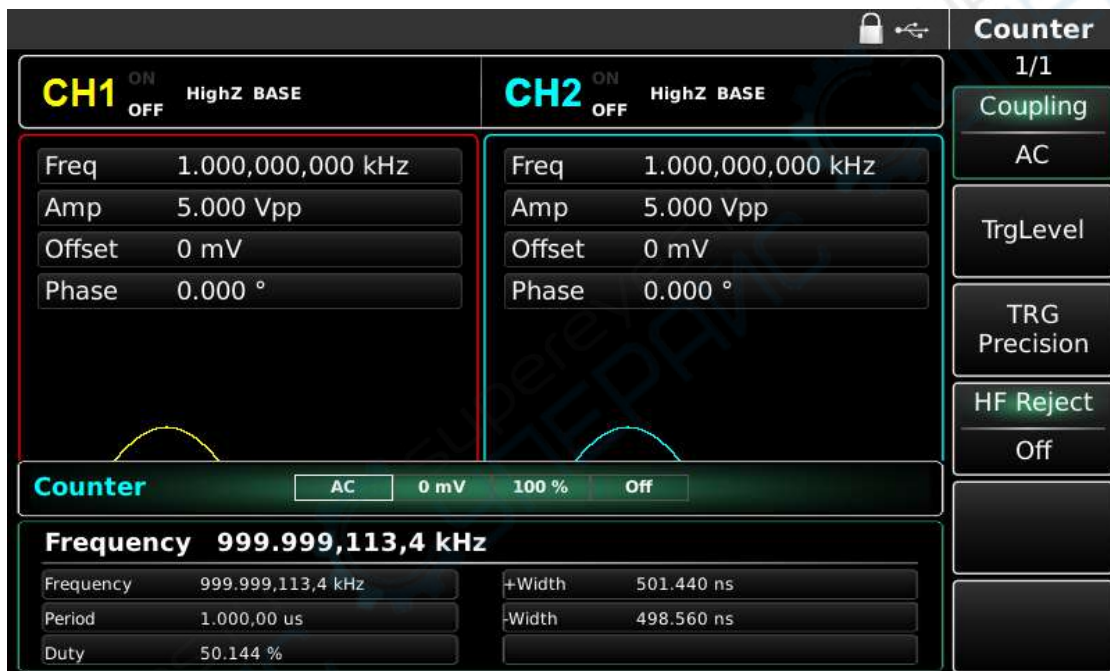 Counter
1/1
CH1 ON OFF HighZ BASE
CH2 ON OFF HighZ BASE
Freq 1.000,000,000 kHz
Amp 5.000 Vpp
Offset 0 mV
Phase 0.000 °
Freq 1.000,000,000 kHz
Amp 5.000 Vpp
Offset 0 mV
Phase 0.000 °
Coupling
AC
TrgLevel
TRG
Precision
HF Reject
Off
Counter AC 0 mV 100 % Off
Frequency 999.999,113,4 kHz
Frequency 999.999,113,4 kHz
Period 1.000,00 us
Duty 50.144 %
+Width 501.440 ns
-Width 498.560 ns